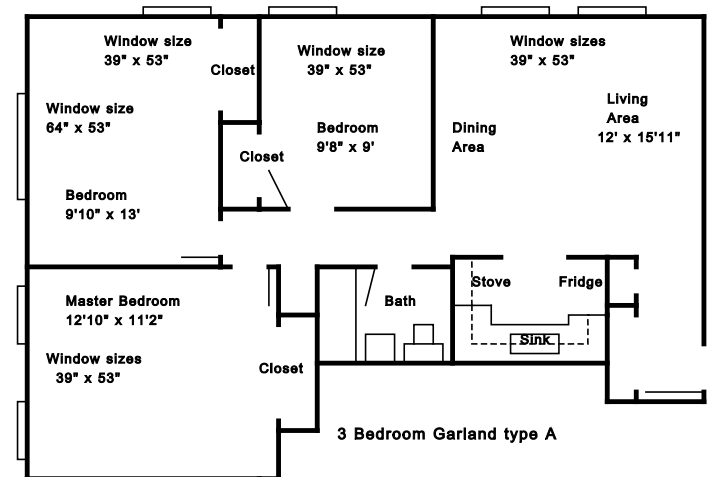 Window size
39" x 53"
Closet
Window size
39" x 53"
Window sizes
39" x 53"
Window size
64" x 53"
Living
Area
12' x 15'11"
Bedroom
9'8" x 9'
Dining
Area
Closet
Bedroom
9'10" x 13'
Master Bedroom
12'10" x 11'2"
Bath
Stove
Fridge
Sink
Window sizes
39" x 53"
Closet
3 Bedroom Garland type A